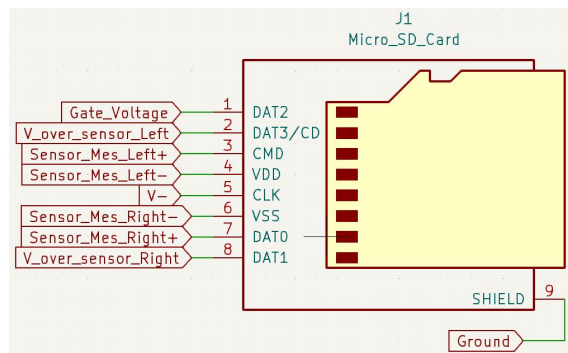 J1
Micro_SD_Card
Gate_Voltage 1 DAT2
V_over_sensor_Left 2 DAT3/CD
Sensor_Mes_Left+ 3 CMD
Sensor_Mes_Left- 4 VDD
V- 5 CLK
Sensor_Mes_Right- 6 VSS
Sensor_Mes_Right+ 7 DAT0
V_over_sensor_Right 8 DAT1
SHIELD 9
Ground